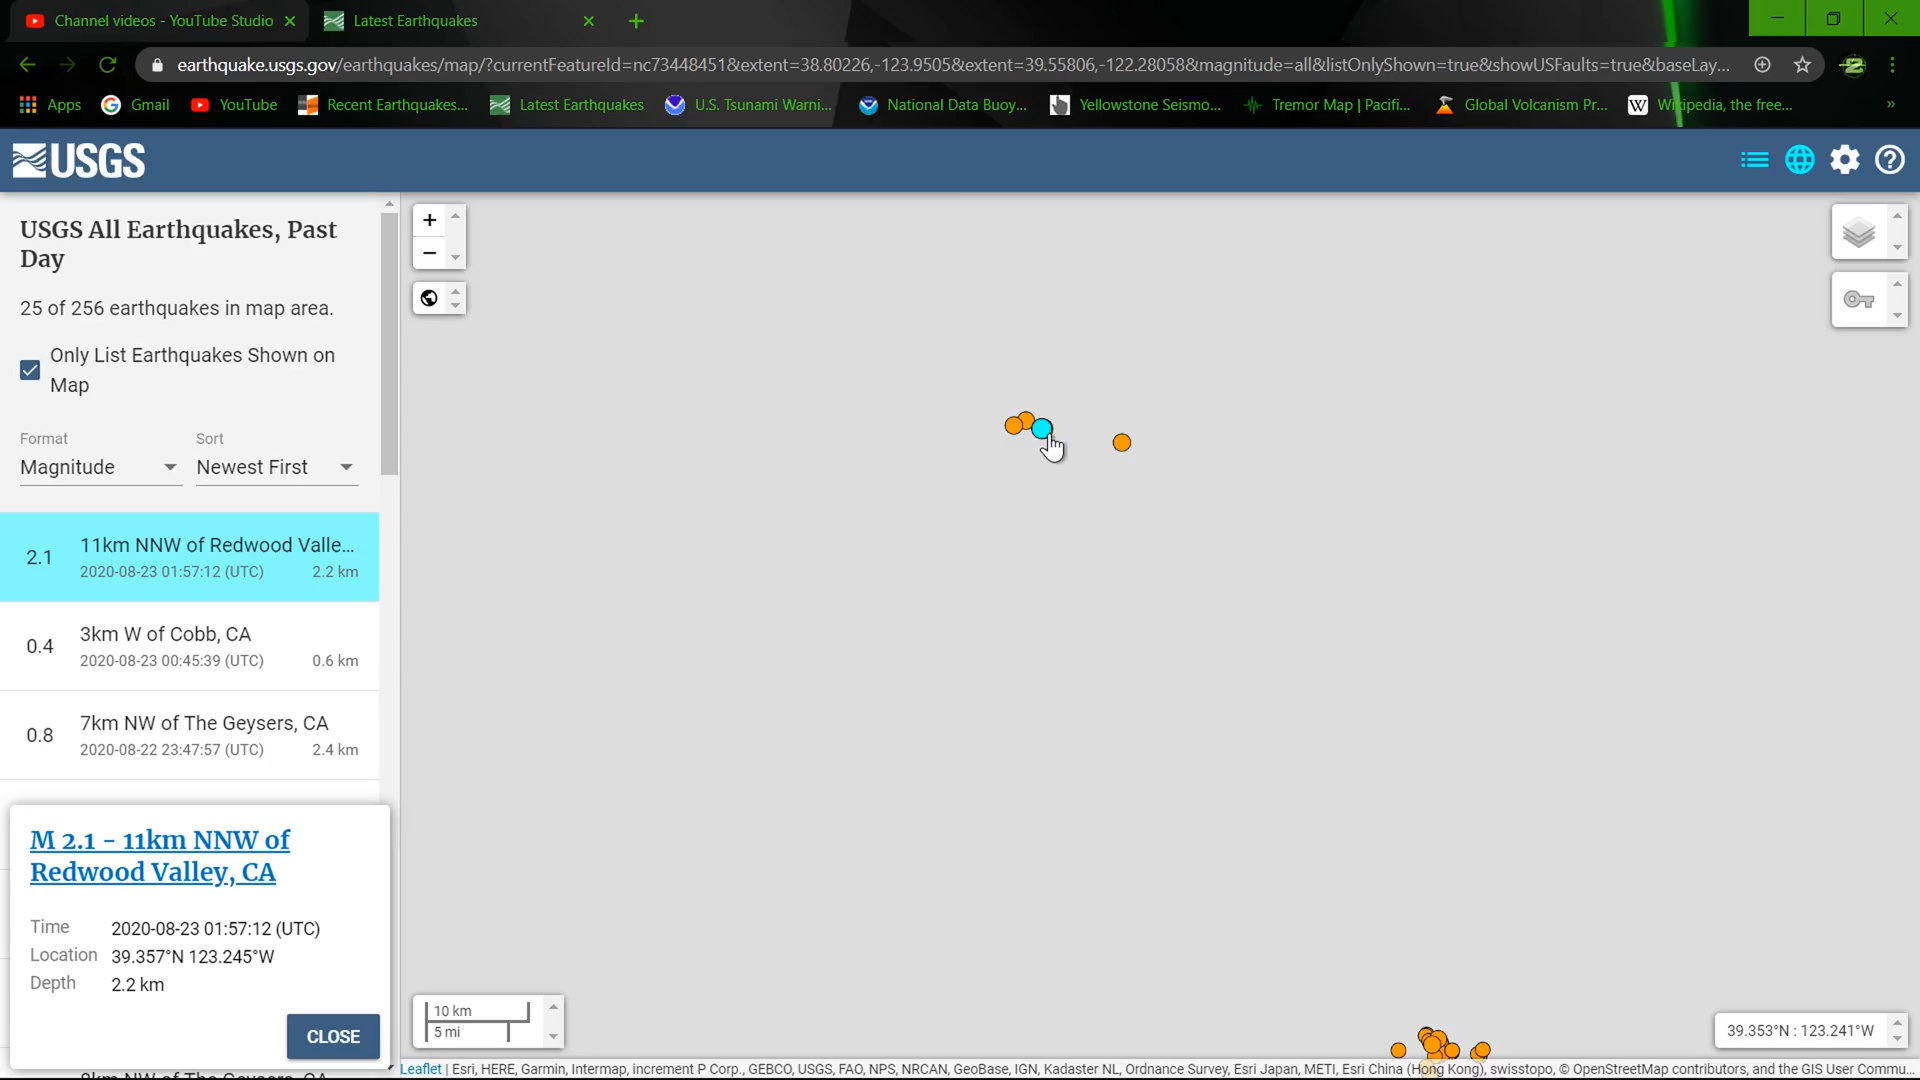 Channel videos - YouTube Studio
Latest Earthquakes
earthquake.usgs.gov/earthquakes/map/?currentFeatureId=nc73448451&extent=38.80226,-123.9505&extent=39.55806,-122.28058&magnitude=all&listOnlyShown=true&showUSFaults=true&baseLay...
Apps Gmail YouTube Recent Earthquakes... Latest Earthquakes U.S. Tsunami Warni... National Data Buoy... Yellowstone Seismo... Tremor Map | Pacifi... Global Volcanism Pr... Wikipedia, the free... »
USGS
USGS All Earthquakes, Past
Day
25 of 256 earthquakes in map area.
Only List Earthquakes Shown on
Map
Format Sort
Magnitude Newest First
2.1
11km NNW of Redwood Valle...
2020-08-23 01:57:12 (UTC) 2.2 km
0.4
3km W of Cobb, CA
2020-08-23 00:45:39 (UTC) 0.6 km
0.8
7km NW of The Geysers, CA
2020-08-22 23:47:57 (UTC) 2.4 km
M 2.1 - 11km NNW of
Redwood Valley, CA
Time 2020-08-23 01:57:12 (UTC)
Location 39.357°N 123.245°W
Depth 2.2 km
CLOSE
+
−
10 km
5 mi
39.353°N : 123.241°W
Leaflet | Esri, HERE, Garmin, Intermap, increment P Corp., GEBCO, USGS, FAO, NPS, NRCAN, GeoBase, IGN, Kadaster NL, Ordnance Survey, Esri Japan, METI, Esri China (Hong Kong), swisstopo, © OpenStreetMap contributors, and the GIS User Commu...